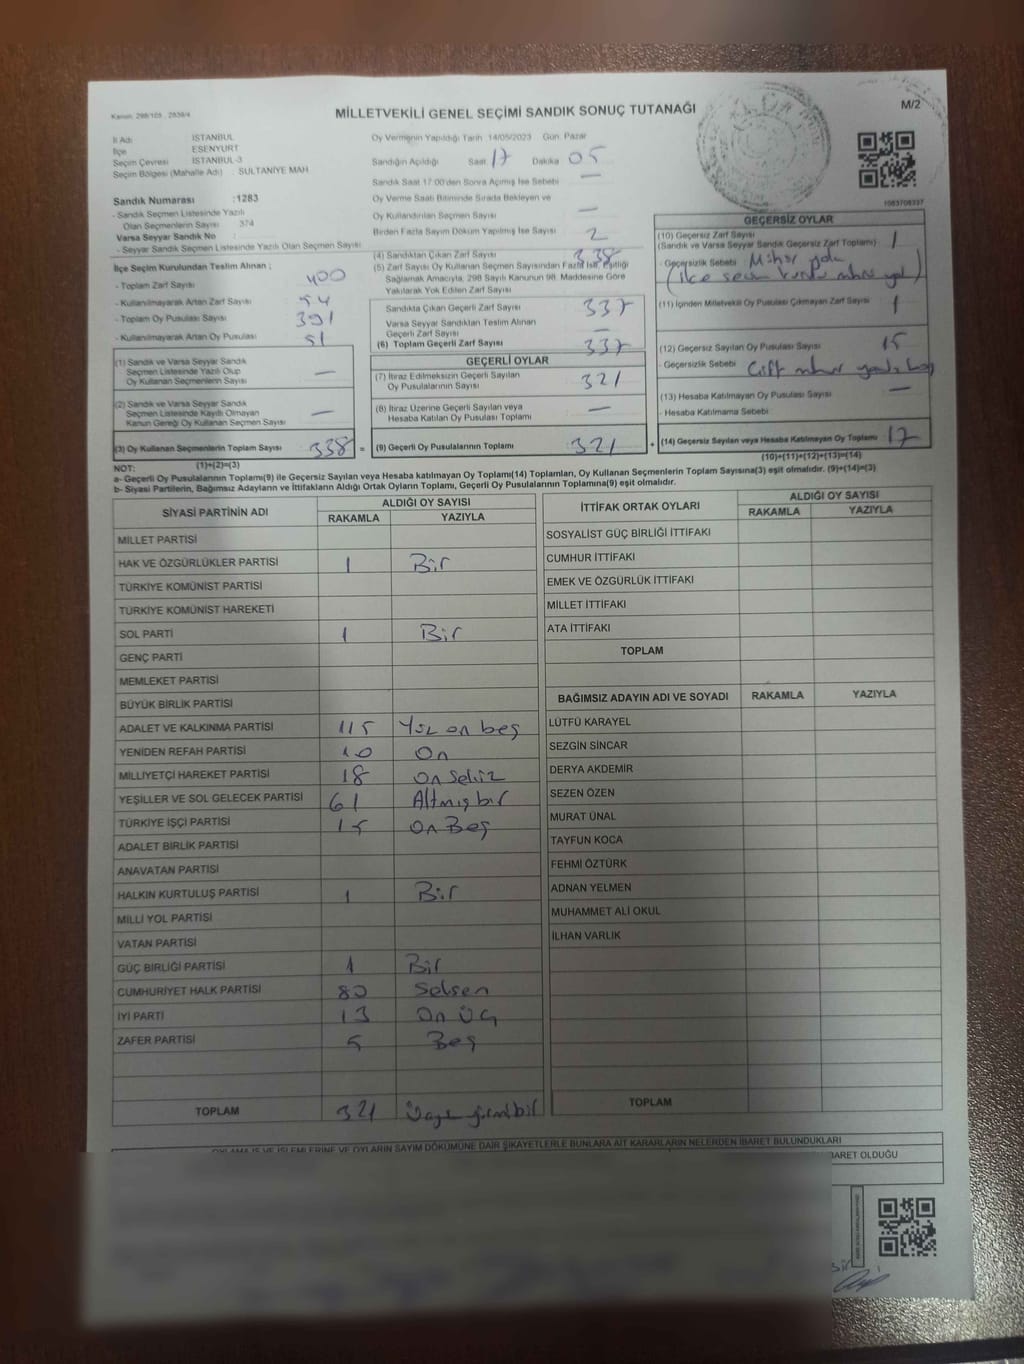 Kanun: 298/105 , 2839/4
MİLLETVEKİLİ GENEL SEÇİMİ SANDIK SONUÇ TUTANAĞI
M/2
İl Adı İSTANBUL
İlçe ESENYURT
Seçim Çevresi İSTANBUL-3
Seçim Bölgesi (Mahalle Adı) : SULTANİYE MAH
Sandık Numarası :1283
- Sandık Seçmen Listesinde Yazılı
Olan Seçmenlerin Sayısı : 374
Varsa Seyyar Sandık No :
- Seyyar Sandık Seçmen Listesinde Yazılı Olan Seçmen Sayısı
İlçe Seçim Kurulundan Teslim Alınan ;
- Toplam Zarf Sayısı 400
- Kullanılmayarak Artan Zarf Sayısı
- Toplam Oy Pusulası Sayısı 391
- Kullanılmayarak Artan Oy Pusulası 51
(1) Sandık ve Varsa Seyyar Sandık
Seçmen Listesinde Yazılı Olup
Oy Kullanan Seçmenlerin Sayısı —
(2) Sandık ve Varsa Seyyar Sandık
Seçmen Listesinde Kayıtlı Olmayan
Kanun Gereği Oy Kullanan Seçmen Sayısı —
(3) Oy Kullanan Seçmenlerin Toplam Sayısı 338 =
(1)+(2)=(3)
Oy Vermenin Yapıldığı Tarih 14/05/2023 Gün Pazar
Sandığın Açıldığı Saat 17 Dakika 05
Sandık Saat 17:00'den Sonra Açılmış İse Sebebi —
Oy Verme Saati Bitiminde Sırada Bekleyen ve
Oy Kullandırılan Seçmen Sayısı —
Birden Fazla Sayım Döküm Yapılmış İse Sayısı 2
(4) Sandıktan Çıkan Zarf Sayısı 338
(5) Zarf Sayısı Oy Kullanan Seçmen Sayısından Fazla İse, Eşitliği
Sağlamak Amacıyla, 298 Sayılı Kanunun 98. Maddesine Göre
Yakılarak Yok Edilen Zarf Sayısı
Sandıkta Çıkan Geçerli Zarf Sayısı 337
Varsa Seyyar Sandıktan Teslim Alınan
Geçerli Zarf Sayısı —
(6) Toplam Geçerli Zarf Sayısı 337
GEÇERLİ OYLAR
(7) İtiraz Edilmeksizin Geçerli Sayılan
Oy Pusulalarının Sayısı 321
(8) İtiraz Üzerine Geçerli Sayılan veya
Hesaba Katılan Oy Pusulası Toplamı —
(9) Geçerli Oy Pusulalarının Toplamı 321 +
1083708337
GEÇERSİZ OYLAR
(10) Geçersiz Zarf Sayısı
(Sandık ve Varsa Seyyar Sandık Geçersiz Zarf Toplamı) 1
- Geçersizlik Sebebi Mühür yok
(11) İçinden Milletvekili Oy Pusulası Çıkmayan Zarf Sayısı 1
(12) Geçersiz Sayılan Oy Pusulası Sayısı 15
- Geçersizlik Sebebi Çift mühür
(13) Hesaba Katılmayan Oy Pusulası Sayısı —
- Hesaba Katılmama Sebebi
(14) Geçersiz Sayılan veya Hesaba Katılmayan Oy Toplamı 17
(10)+(11)+(12)+(13)=(14)
NOT:
a- Geçerli Oy Pusulalarının Toplamı(9) ile Geçersiz Sayılan veya Hesaba katılmayan Oy Toplamı(14) Toplamları, Oy Kullanan Seçmenlerin Toplam Sayısına(3) eşit olmalıdır. (9)+(14)=(3)
b- Siyasi Partilerin, Bağımsız Adayların ve İttifakların Aldığı Ortak Oyların Toplamı, Geçerli Oy Pusulalarının Toplamına(9) eşit olmalıdır.
SİYASİ PARTİNİN ADI ALDIĞI OY SAYISI
RAKAMLA YAZIYLA
MİLLET PARTİSİ
HAK VE ÖZGÜRLÜKLER PARTİSİ 1 Bir
TÜRKİYE KOMÜNİST PARTİSİ
TÜRKİYE KOMÜNİST HAREKETİ
SOL PARTİ 1 Bir
GENÇ PARTİ
MEMLEKET PARTİSİ
BÜYÜK BİRLİK PARTİSİ
ADALET VE KALKINMA PARTİSİ 115 Yüz on beş
YENİDEN REFAH PARTİSİ 10 On
MİLLİYETÇİ HAREKET PARTİSİ 18 On Sekiz
YEŞİLLER VE SOL GELECEK PARTİSİ 61 Altmış bir
TÜRKİYE İŞÇİ PARTİSİ 15 On Beş
ADALET BİRLİK PARTİSİ
ANAVATAN PARTİSİ
HALKIN KURTULUŞ PARTİSİ 1 Bir
MİLLİ YOL PARTİSİ
VATAN PARTİSİ
GÜÇ BİRLİĞİ PARTİSİ 1 Bir
CUMHURİYET HALK PARTİSİ 80 Seksen
İYİ PARTİ 13 On üç
ZAFER PARTİSİ 5 Beş
TOPLAM 321
İTTİFAK ORTAK OYLARI ALDIĞI OY SAYISI
RAKAMLA YAZIYLA
SOSYALİST GÜÇ BİRLİĞİ İTTİFAKI
CUMHUR İTTİFAKI
EMEK VE ÖZGÜRLÜK İTTİFAKI
MİLLET İTTİFAKI
ATA İTTİFAKI
TOPLAM
BAĞIMSIZ ADAYIN ADI VE SOYADI RAKAMLA YAZIYLA
LÜTFÜ KARAYEL
SEZGİN SİNCAR
DERYA AKDEMİR
SEZEN ÖZEN
MURAT ÜNAL
TAYFUN KOCA
FEHMİ ÖZTÜRK
ADNAN YELMEN
MUHAMMET ALİ OKUL
İLHAN VARLIK
TOPLAM
OYLAMA İŞ VE İŞLEMLERİNE VE OYLARIN SAYIM DÖKÜMÜNE DAİR ŞİKAYETLERLE BUNLARA AİT KARARLARIN NELERDEN İBARET BULUNDUKLARI
İBARET OLDUĞU